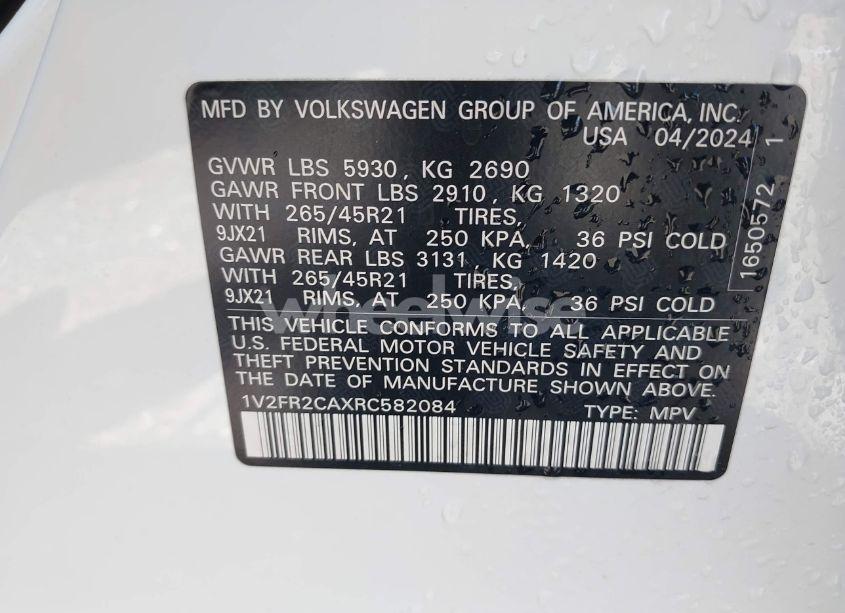 MFD BY VOLKSWAGEN GROUP OF AMERICA, INC.
USA 04/2024
GVWR LBS 5930, KG 2690
GAWR FRONT LBS 2910, KG 1320
WITH 265/45R21 TIRES,
9JX21 RIMS, AT 250 KPA, 36 PSI COLD
GAWR REAR LBS 3131, KG 1420
WITH 265/45R21 TIRES,
9JX21 RIMS, AT 250 KPA, 36 PSI COLD
THIS VEHICLE CONFORMS TO ALL APPLICABLE
U.S. FEDERAL MOTOR VEHICLE SAFETY AND
THEFT PREVENTION STANDARDS IN EFFECT ON
THE DATE OF MANUFACTURE SHOWN ABOVE.
1V2FR2CAXRC582084 TYPE: MPV
1650572 1
wheelwise